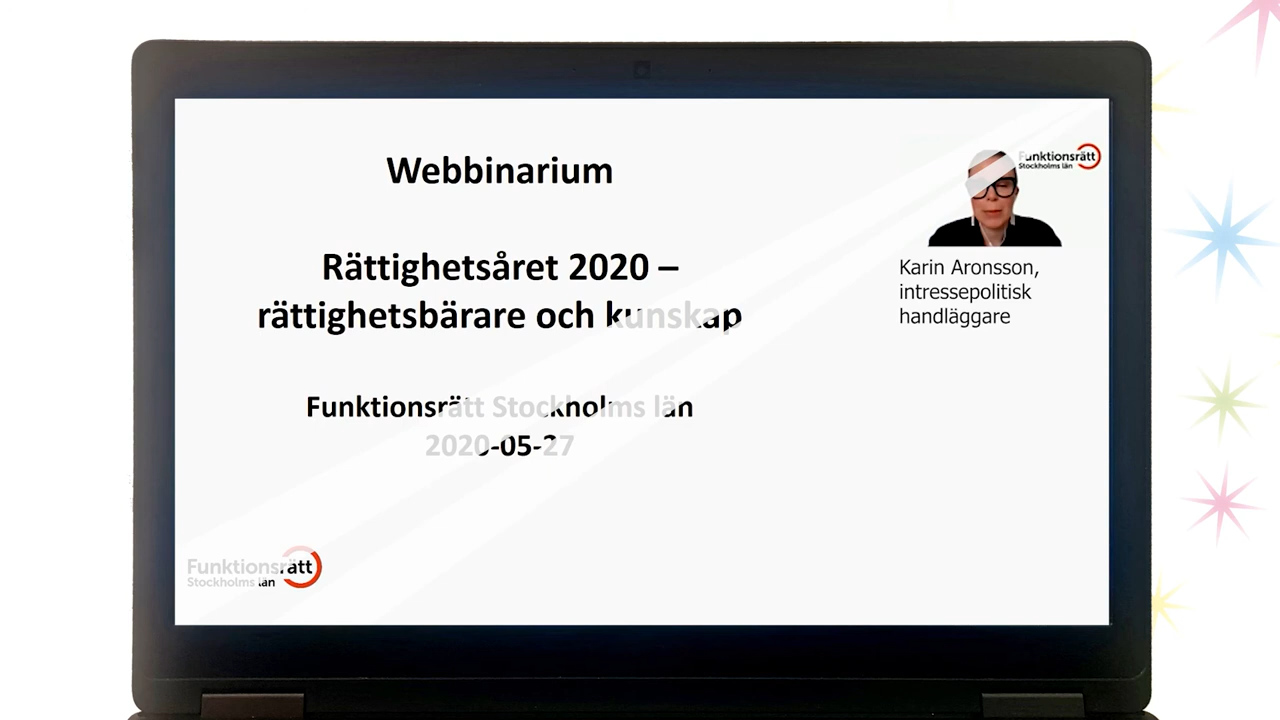 Webbinarium
Rättighetsåret 2020 –
rättighetsbärare och kunskap
Funktionsrätt Stockholms län
2020-05-27
Funktionsrätt
Stockholms län
Karin Aronsson,
intressepolitisk
handläggare
Funktionsrätt
Stockholms län